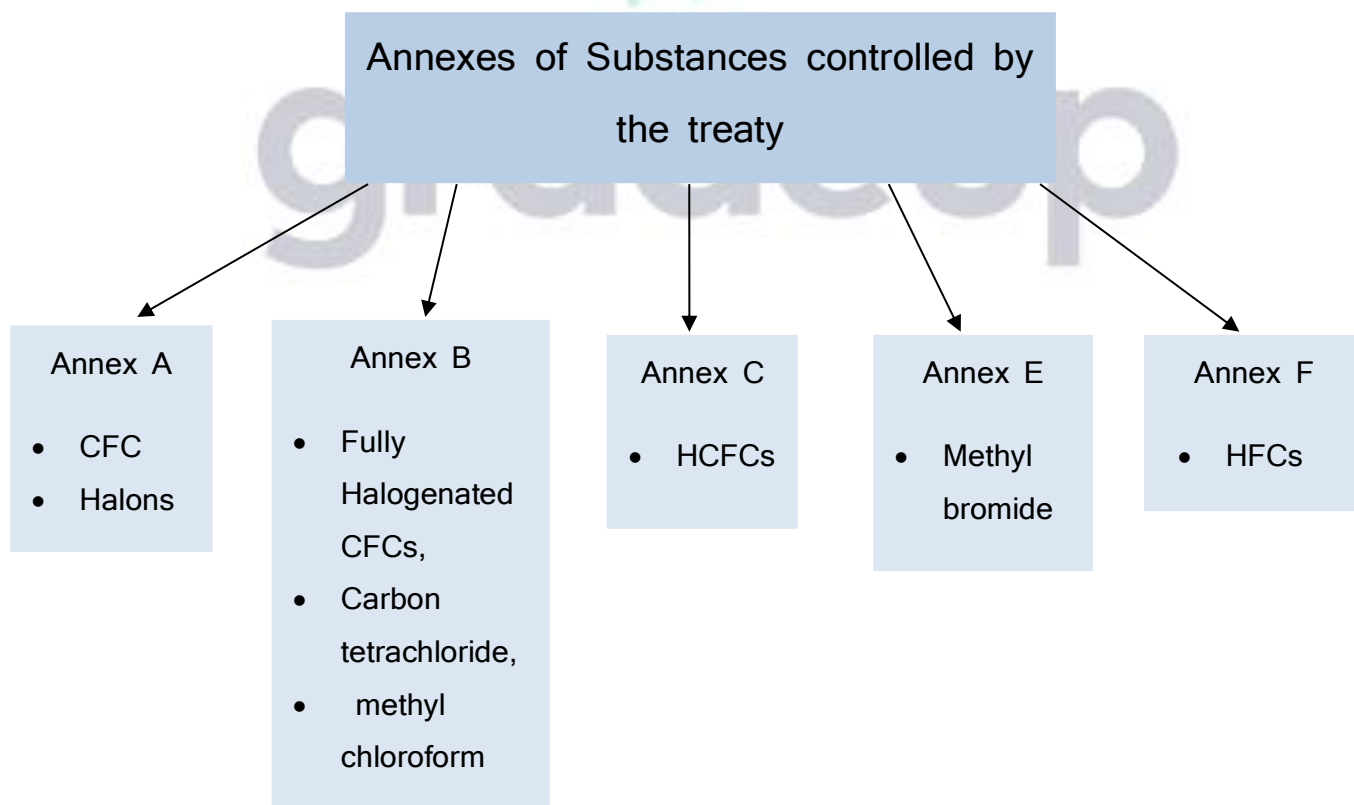 Annexes of Substances controlled by
the treaty
Annex A
• CFC
• Halons
Annex B
• Fully
Halogenated
CFCs,
• Carbon
tetrachloride,
• methyl
chloroform
Annex C
• HCFCs
Annex E
• Methyl
bromide
Annex F
• HFCs